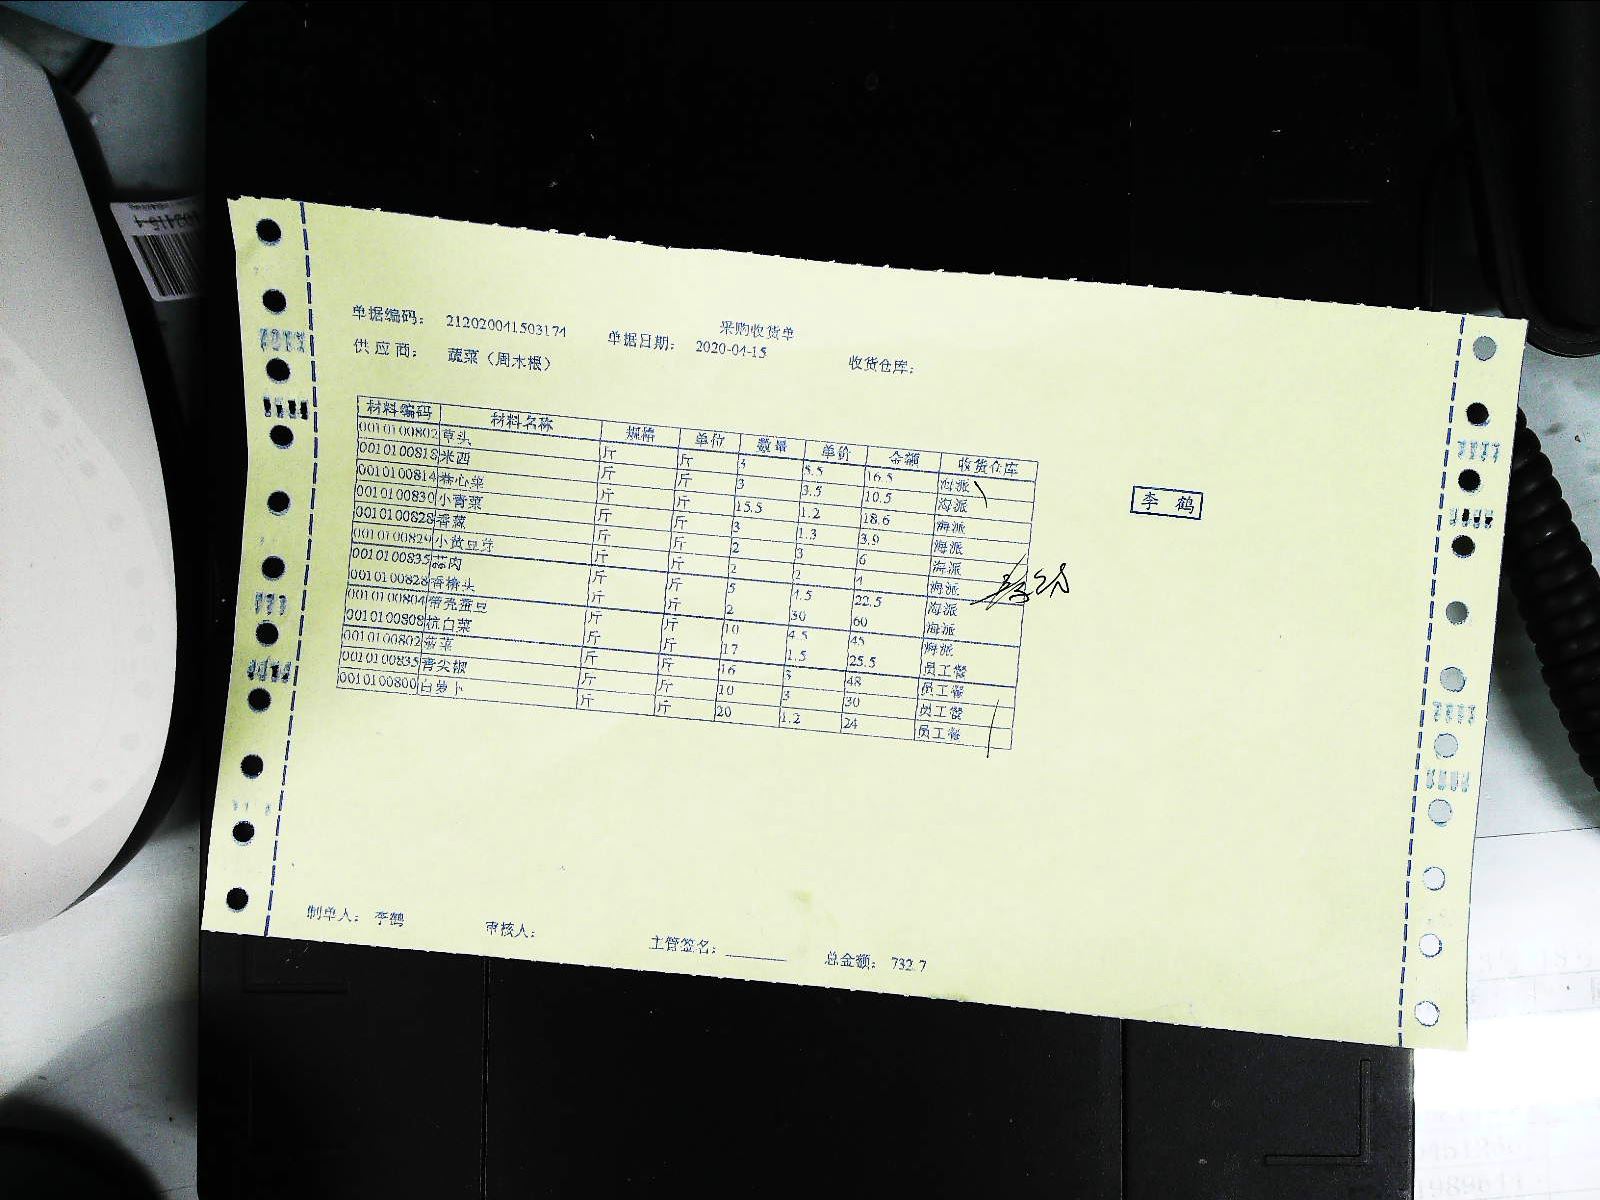 采购收货单
单据编码： 212020041503174 单据日期： 2020-04-15 收货仓库：
供 应 商： 蔬菜（周木根）
材料编码 材料名称 规格 单位 数量 单价 金额 收货仓库
0010100802 草头 斤 斤 3 5.5 16.5 海派
0010100818 米西 斤 斤 3 3.5 10.5 海派
0010100814 卷心菜 斤 斤 15.5 1.2 18.6 海派
0010100830 小青菜 斤 斤 3 1.3 3.9 海派
0010100828 香菜 斤 斤 2 3 6 海派
0010100829 小黄豆芽 斤 斤 2 2 4 海派
0010100835 蒜肉 斤 斤 5 4.5 22.5 海派
0010100828 香椿头 斤 斤 2 30 60 海派
0010100804 带壳蚕豆 斤 斤 10 4.5 45 海派
0010100808 杭白菜 斤 斤 17 1.5 25.5 员工餐
0010100802 菠菜 斤 斤 16 3 48 员工餐
0010100835 青尖椒 斤 斤 10 3 30 员工餐
0010100800 白萝卜 斤 斤 20 1.2 24 员工餐
李 鹤
制单人： 李鹤 审核人： 主管签名： 总金额： 732.7